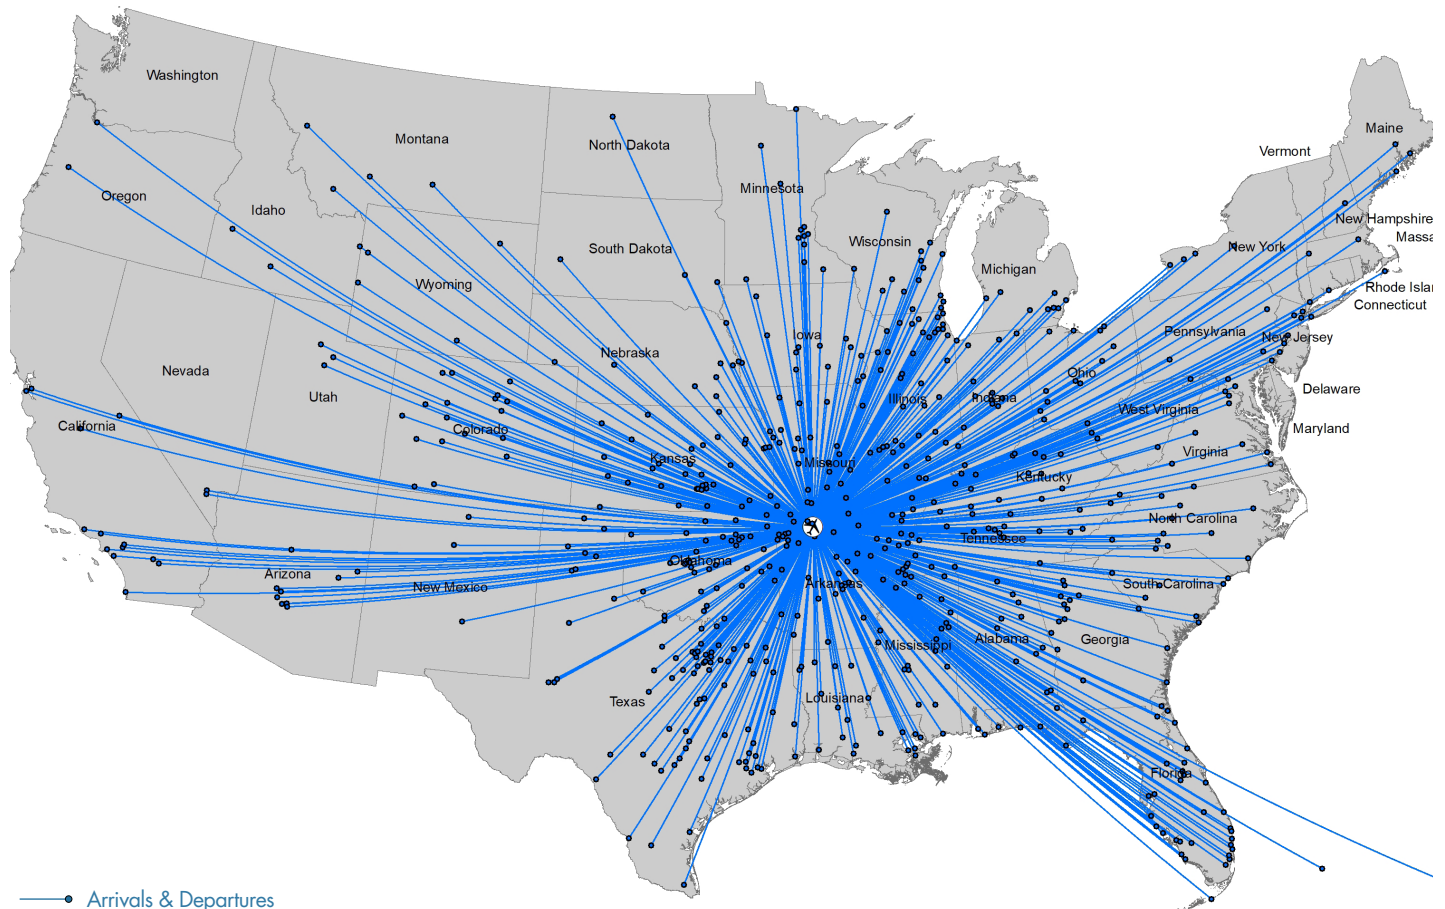 Washington
Maine
Montana
North Dakota
Vermont
Minnesota
Oregon
Idaho
New Hampshire
Massa
Wisconsin
South Dakota
New York
Michigan
Wyoming
Rhode Islan
Connecticut
Iowa
Pennsylvania
New Jersey
Nebraska
Nevada
Ohio
Utah
Illinois
Indiana
Delaware
West Virginia
California
Colorado
Maryland
Kansas
Missouri
Virginia
Kentucky
North Carolina
Tennessee
Oklahoma
Arizona
New Mexico
Arkansas
South Carolina
Mississippi
Alabama
Georgia
Texas
Louisiana
Florida
Arrivals & Departures